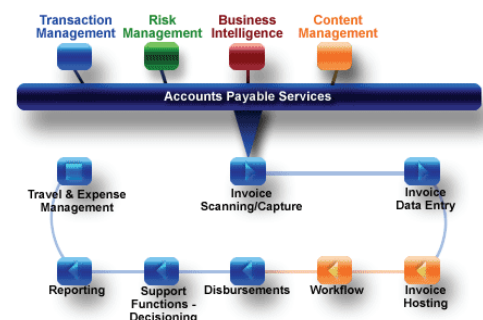 Transaction
Management
Risk
Management
Business
Intelligence
Content
Management
Accounts Payable Services
Travel & Expense
Management
Invoice
Scanning/Capture
Invoice
Data Entry
Reporting
Support
Functions -
Decisioning
Disbursements
Workflow
Invoice
Hosting